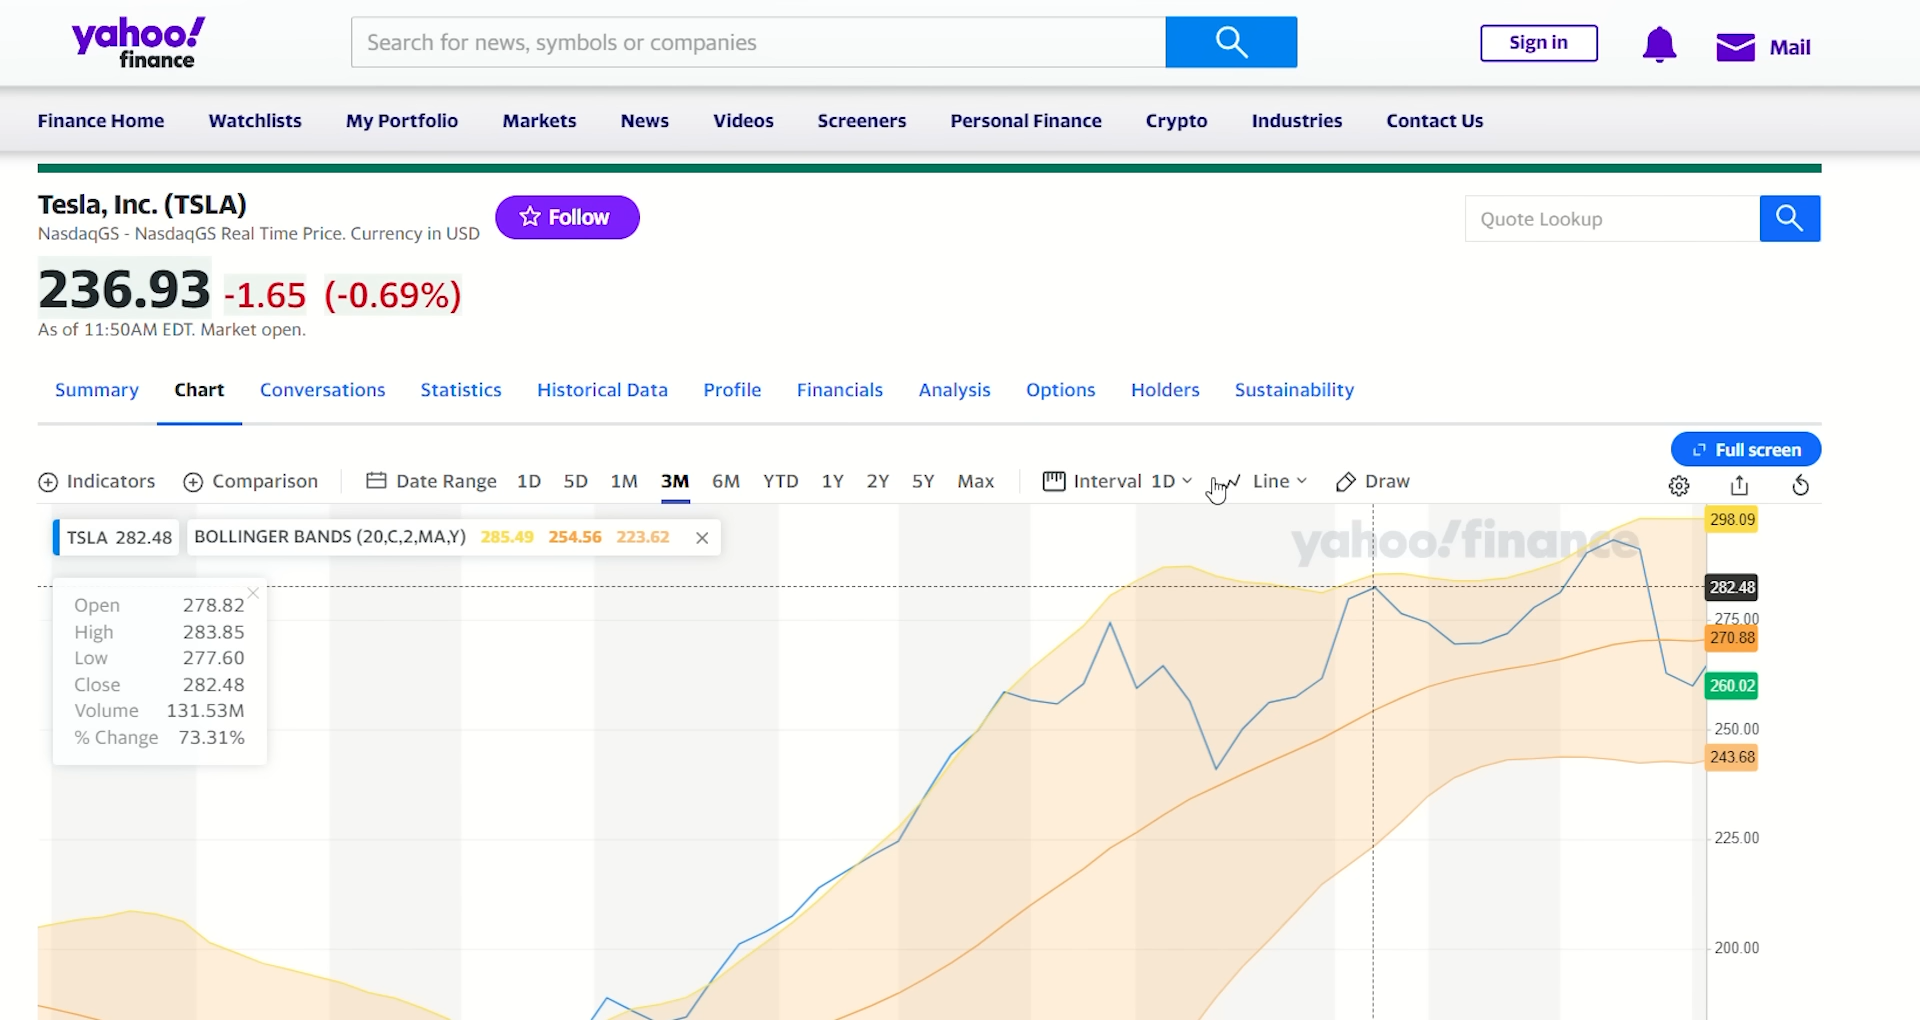 yahoo!
finance
Search for news, symbols or companies
Sign in
Mail
Finance Home Watchlists My Portfolio Markets News Videos Screeners Personal Finance Crypto Industries Contact Us
Tesla, Inc. (TSLA)
Follow
NasdaqGS - NasdaqGS Real Time Price. Currency in USD
Quote Lookup
236.93 -1.65 (-0.69%)
As of 11:50AM EDT. Market open.
Summary Chart Conversations Statistics Historical Data Profile Financials Analysis Options Holders Sustainability
Full screen
Indicators Comparison Date Range 1D 5D 1M 3M 6M YTD 1Y 2Y 5Y Max Interval 1D Line Draw
TSLA 282.48 BOLLINGER BANDS (20,C,2,MA,Y) 285.49 254.56 223.62
yahoo!finance
298.09
Open 278.82
High 283.85
Low 277.60
Close 282.48
Volume 131.53M
% Change 73.31%
282.48
275.00
270.88
260.02
250.00
243.68
225.00
200.00